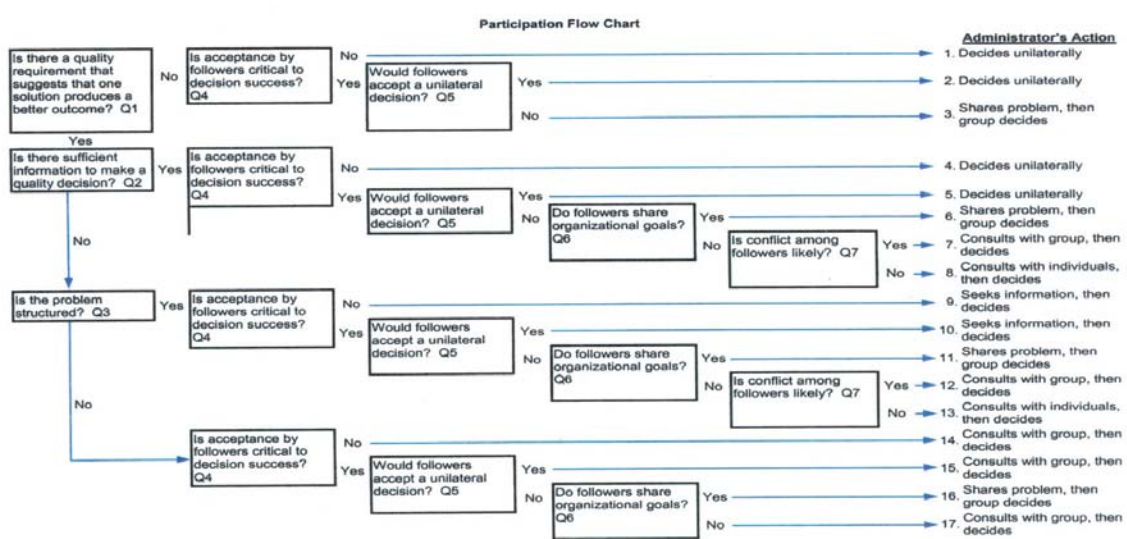 Participation Flow Chart
Administrator's Action
Is there a quality
requirement that
suggests that one
solution produces a
better outcome? Q1
No
Is acceptance by
followers critical to
decision success?
Q4
No
1. Decides unilaterally
Yes
Would followers
accept a unilateral
decision? Q5
Yes
2. Decides unilaterally
No
3. Shares problem, then
group decides
Yes
Is there sufficient
information to make a
quality decision? Q2
Yes
Is acceptance by
followers critical to
decision success?
Q4
No
4. Decides unilaterally
Yes
Would followers
accept a unilateral
decision? Q5
Yes
5. Decides unilaterally
No
Do followers share
organizational goals?
Q6
Yes
6. Shares problem, then
group decides
No
Is conflict among
followers likely? Q7
Yes
7. Consults with group, then
decides
No
8. Consults with individuals,
then decides
No
Is the problem
structured? Q3
Yes
Is acceptance by
followers critical to
decision success?
Q4
No
9. Seeks information, then
decides
Yes
Would followers
accept a unilateral
decision? Q5
Yes
10. Seeks information, then
decides
No
Do followers share
organizational goals?
Q6
Yes
11. Shares problem, then
group decides
No
Is conflict among
followers likely? Q7
Yes
12. Consults with group, then
decides
No
13. Consults with individuals,
then decides
No
Is acceptance by
followers critical to
decision success?
Q4
No
14. Consults with group, then
decides
Yes
Would followers
accept a unilateral
decision? Q5
Yes
15. Consults with group, then
decides
No
Do followers share
organizational goals?
Q6
Yes
16. Shares problem, then
group decides
No
17. Consults with group, then
decides